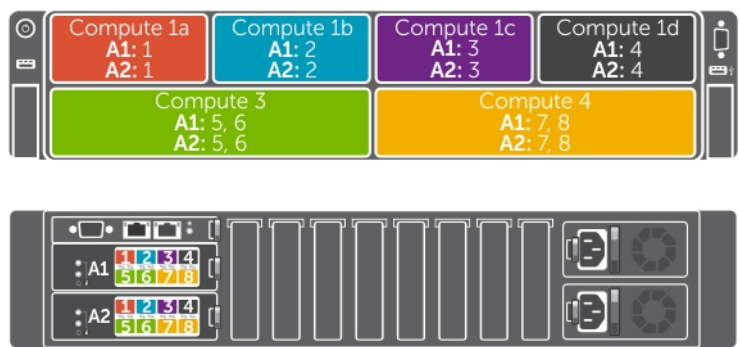 Compute 1a
A1: 1
A2: 1
Compute 1b
A1: 2
A2: 2
Compute 1c
A1: 3
A2: 3
Compute 1d
A1: 4
A2: 4
Compute 3
A1: 5, 6
A2: 5, 6
Compute 4
A1: 7, 8
A2: 7, 8
A1
1 2 3 4
5 6 7 8
A2
1 2 3 4
5 6 7 8